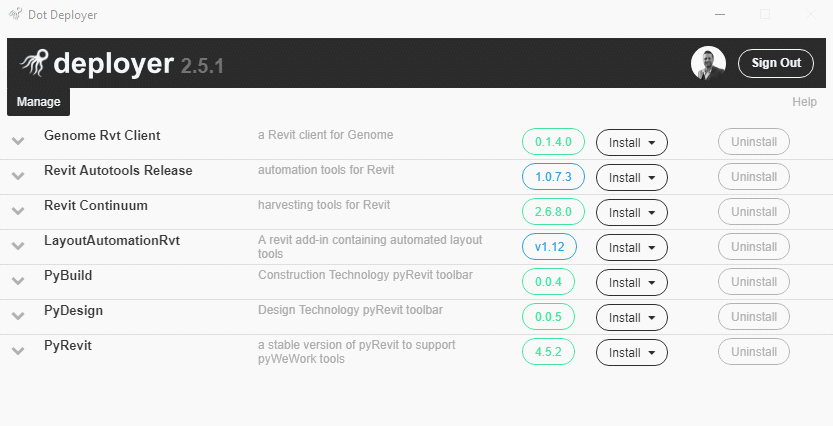 Dot Deployer
deployer 2.5.1
Sign Out
Manage
Help
Genome Rvt Client a Revit client for Genome 0.1.4.0 Install Uninstall
Revit Autotools Release automation tools for Revit 1.0.7.3 Install Uninstall
Revit Continuum harvesting tools for Revit 2.6.8.0 Install Uninstall
LayoutAutomationRvt A revit add-in containing automated layout
tools v1.12 Install Uninstall
PyBuild Construction Technology pyRevit toolbar 0.0.4 Install Uninstall
PyDesign Design Technology pyRevit toolbar 0.0.5 Install Uninstall
PyRevit a stable version of pyRevit to support
pyWeWork tools 4.5.2 Install Uninstall